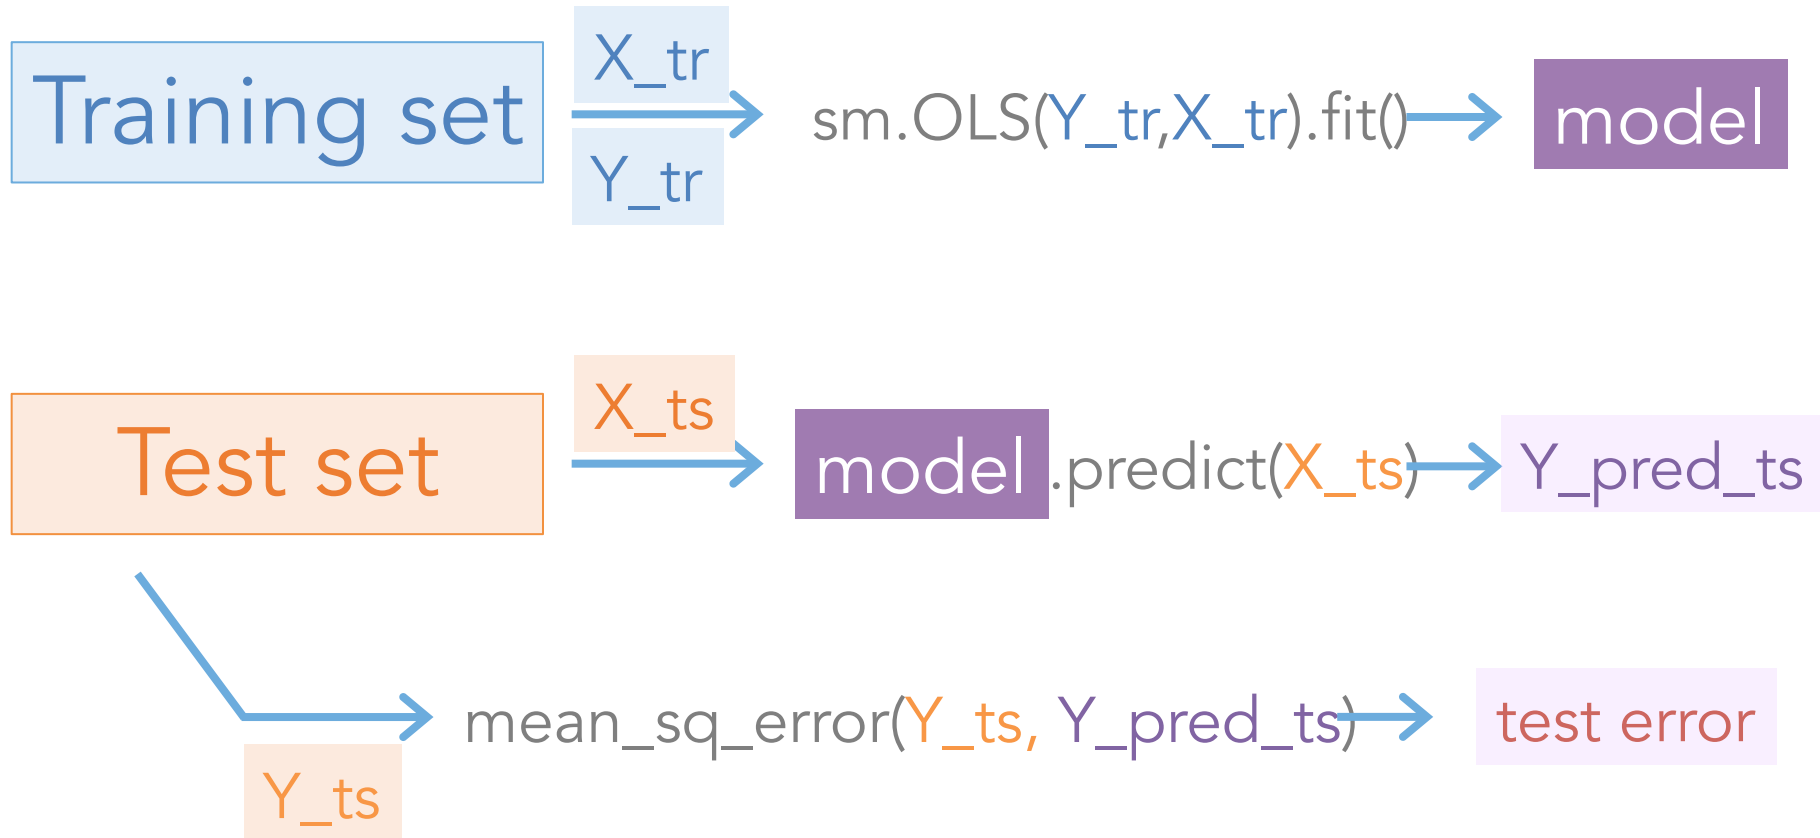 Training set
X_tr
Y_tr
sm.OLS(Y_tr,X_tr).fit()
model
Test set
X_ts
model.predict(X_ts)
Y_pred_ts
Y_ts
mean_sq_error(Y_ts, Y_pred_ts)
test error